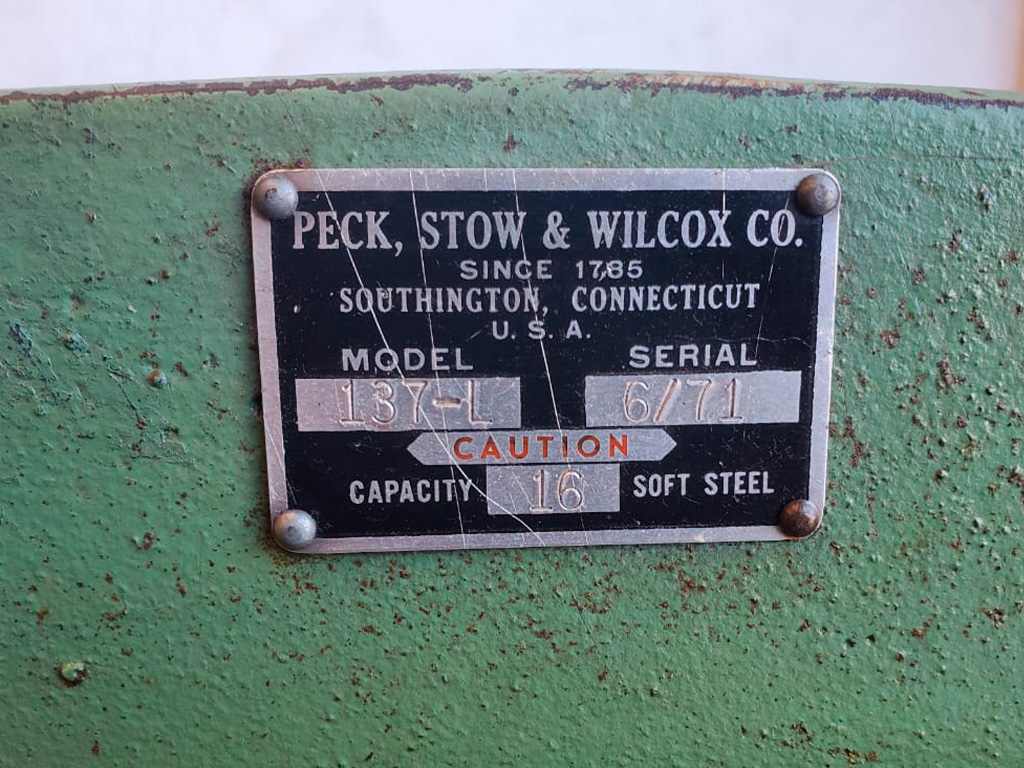 PECK, STOW & WILCOX CO.
SINCE 1785
SOUTHINGTON, CONNECTICUT
U. S. A.
MODEL SERIAL
137-L 6/71
CAUTION
CAPACITY 16 SOFT STEEL